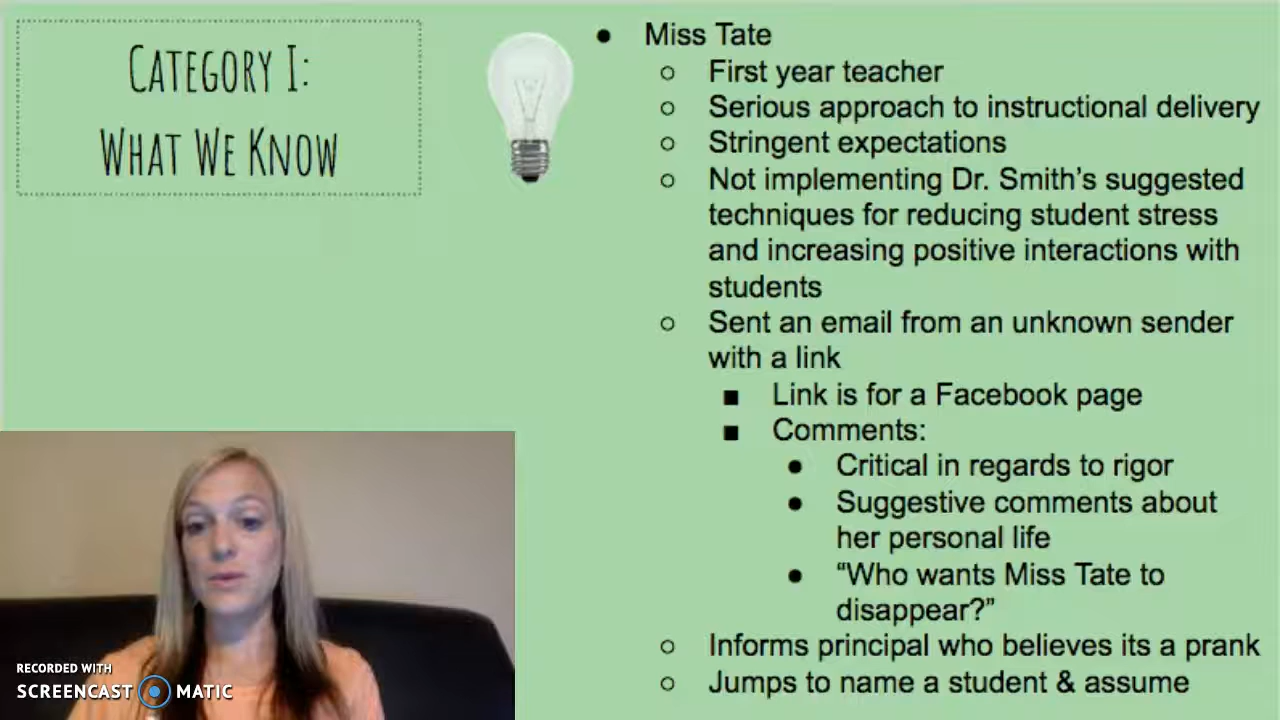 CATEGORY I:
WHAT WE KNOW
● Miss Tate
○ First year teacher
○ Serious approach to instructional delivery
○ Stringent expectations
○ Not implementing Dr. Smith's suggested
techniques for reducing student stress
and increasing positive interactions with
students
○ Sent an email from an unknown sender
with a link
■ Link is for a Facebook page
■ Comments:
● Critical in regards to rigor
● Suggestive comments about
her personal life
● “Who wants Miss Tate to
disappear?”
○ Informs principal who believes its a prank
○ Jumps to name a student & assume
RECORDED WITH
SCREENCAST MATIC